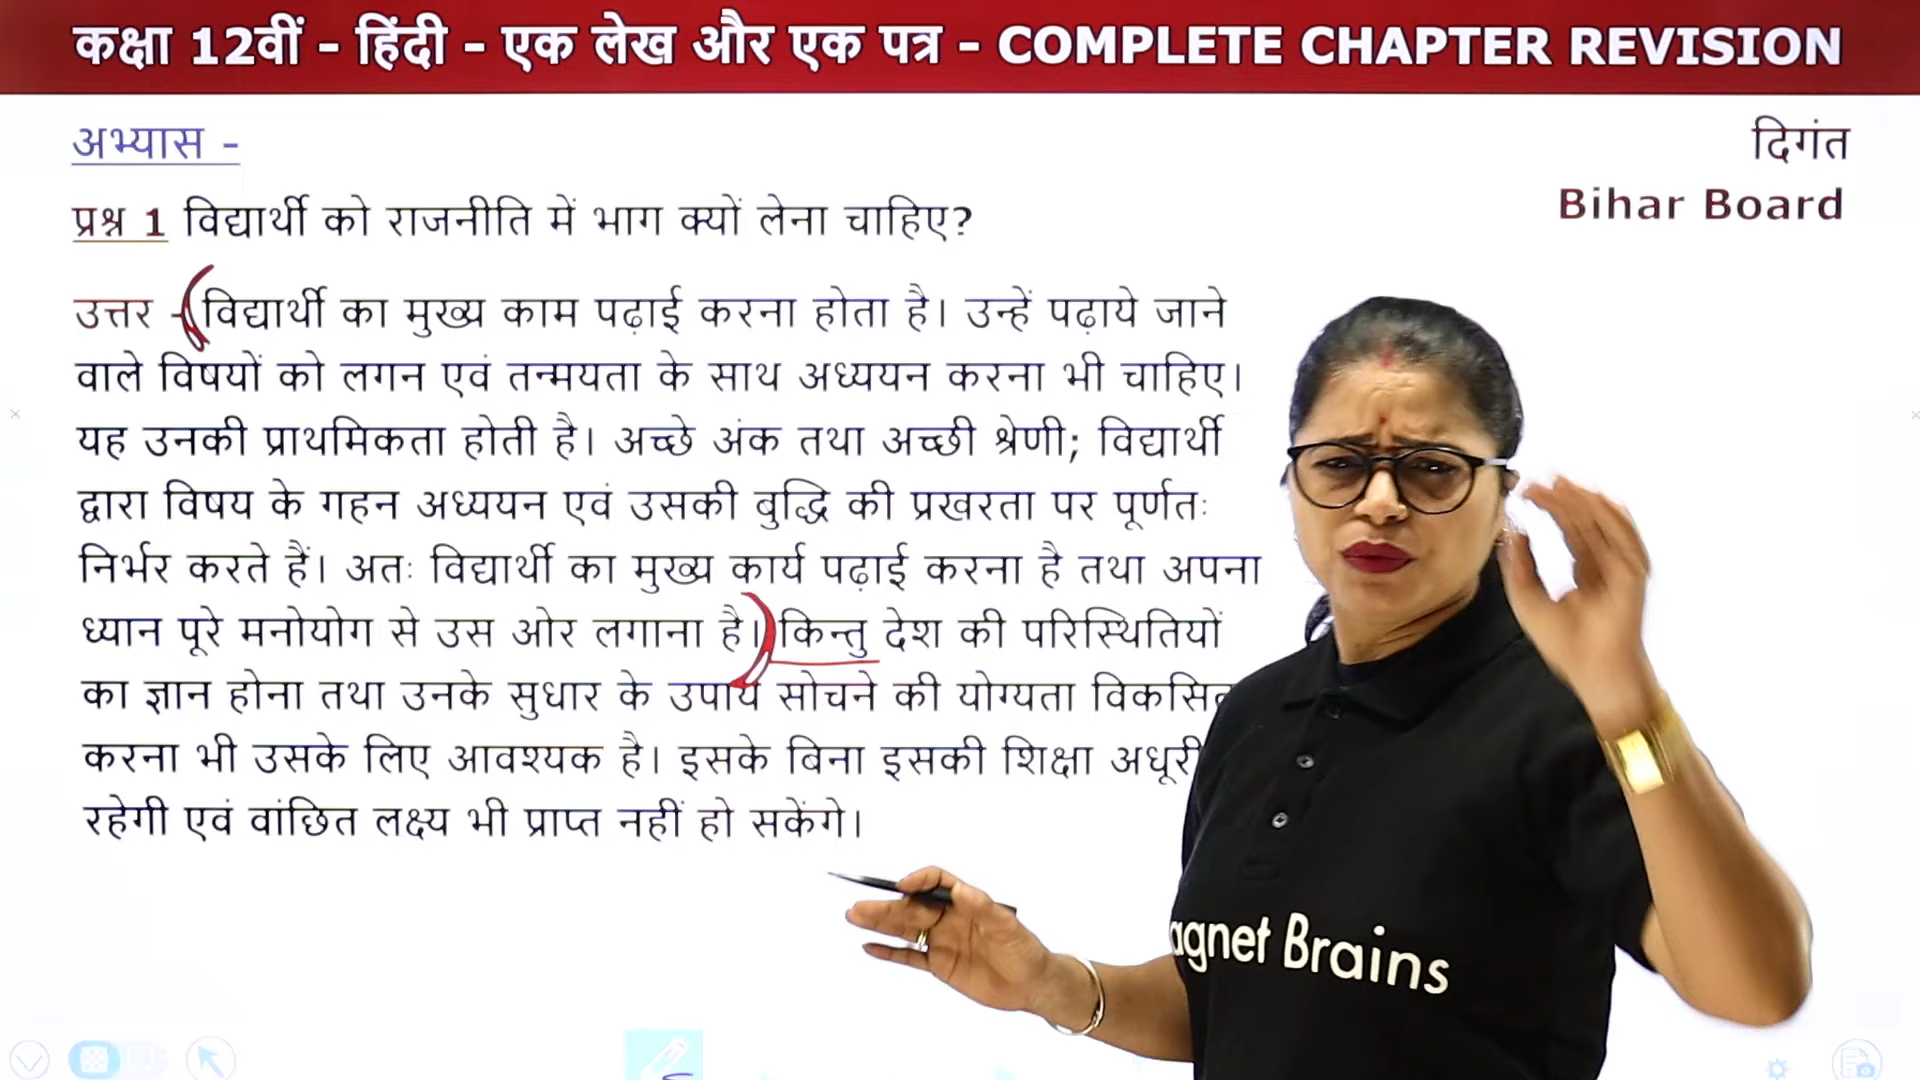 कक्षा 12वीं - हिंदी - एक लेख और एक पत्र - COMPLETE CHAPTER REVISION
अभ्यास -
दिगंत
Bihar Board
प्रश्न 1 विद्यार्थी को राजनीति में भाग क्यों लेना चाहिए?
उत्तर - विद्यार्थी का मुख्य काम पढ़ाई करना होता है। उन्हें पढ़ाये जाने
वाले विषयों को लगन एवं तन्मयता के साथ अध्ययन करना भी चाहिए।
यह उनकी प्राथमिकता होती है। अच्छे अंक तथा अच्छी श्रेणी; विद्यार्थी
द्वारा विषय के गहन अध्ययन एवं उसकी बुद्धि की प्रखरता पर पूर्णतः
निर्भर करते हैं। अतः विद्यार्थी का मुख्य कार्य पढ़ाई करना है तथा अपना
ध्यान पूरे मनोयोग से उस ओर लगाना है। किन्तु देश की परिस्थितियों
का ज्ञान होना तथा उनके सुधार के उपाय सोचने की योग्यता
करना भी उसके लिए आवश्यक है। इसके बिना इसकी शिक्षा अधूरी
रहेगी एवं वांछित लक्ष्य भी प्राप्त नहीं हो सकेंगे।
agnet Brains